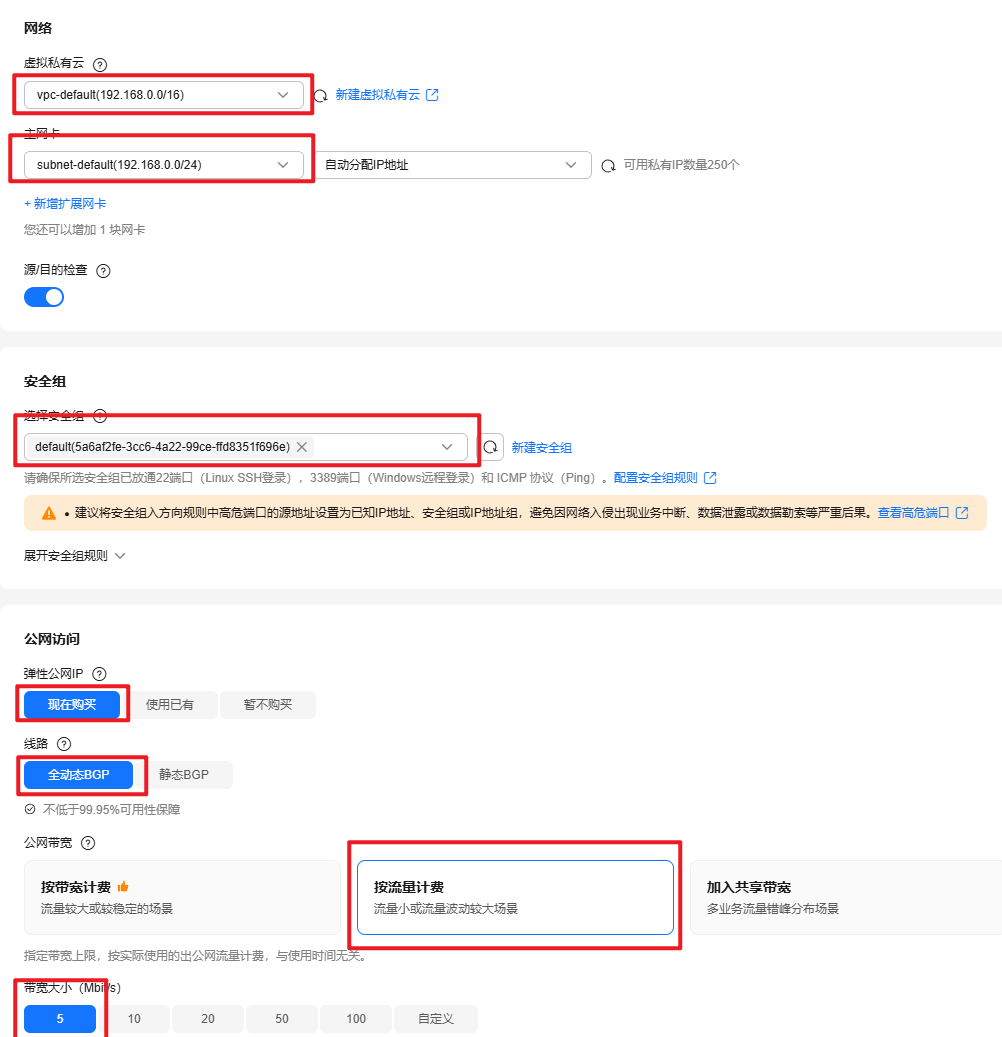 网络
虚拟私有云
vpc-default(192.168.0.0/16) 新建虚拟私有云
主网卡
subnet-default(192.168.0.0/24) 自动分配IP地址 可用私有IP数量250个
+ 新增扩展网卡
您还可以增加 1 块网卡
源/目的检查
安全组
选择安全组
default(5a6af2fe-3cc6-4a22-99ce-ffd8351f696e) 新建安全组
请确保所选安全组已放通22端口（Linux SSH登录），3389端口（Windows远程登录）和 ICMP 协议（Ping）。配置安全组规则
• 建议将安全组入方向规则中高危端口的源地址设置为已知IP地址、安全组或IP地址组，避免因网络入侵出现业务中断、数据泄露或数据勒索等严重后果。查看高危端口
展开安全组规则
公网访问
弹性公网IP
现在购买 使用已有 暂不购买
线路
全动态BGP 静态BGP
不低于99.95%可用性保障
公网带宽
按带宽计费 按流量计费 加入共享带宽
流量较大或较稳定的场景 流量小或流量波动较大场景 多业务流量错峰分布场景
指定带宽上限，按实际使用的出公网流量计费，与使用时间无关。
带宽大小（Mbit/s）
5 10 20 50 100 自定义